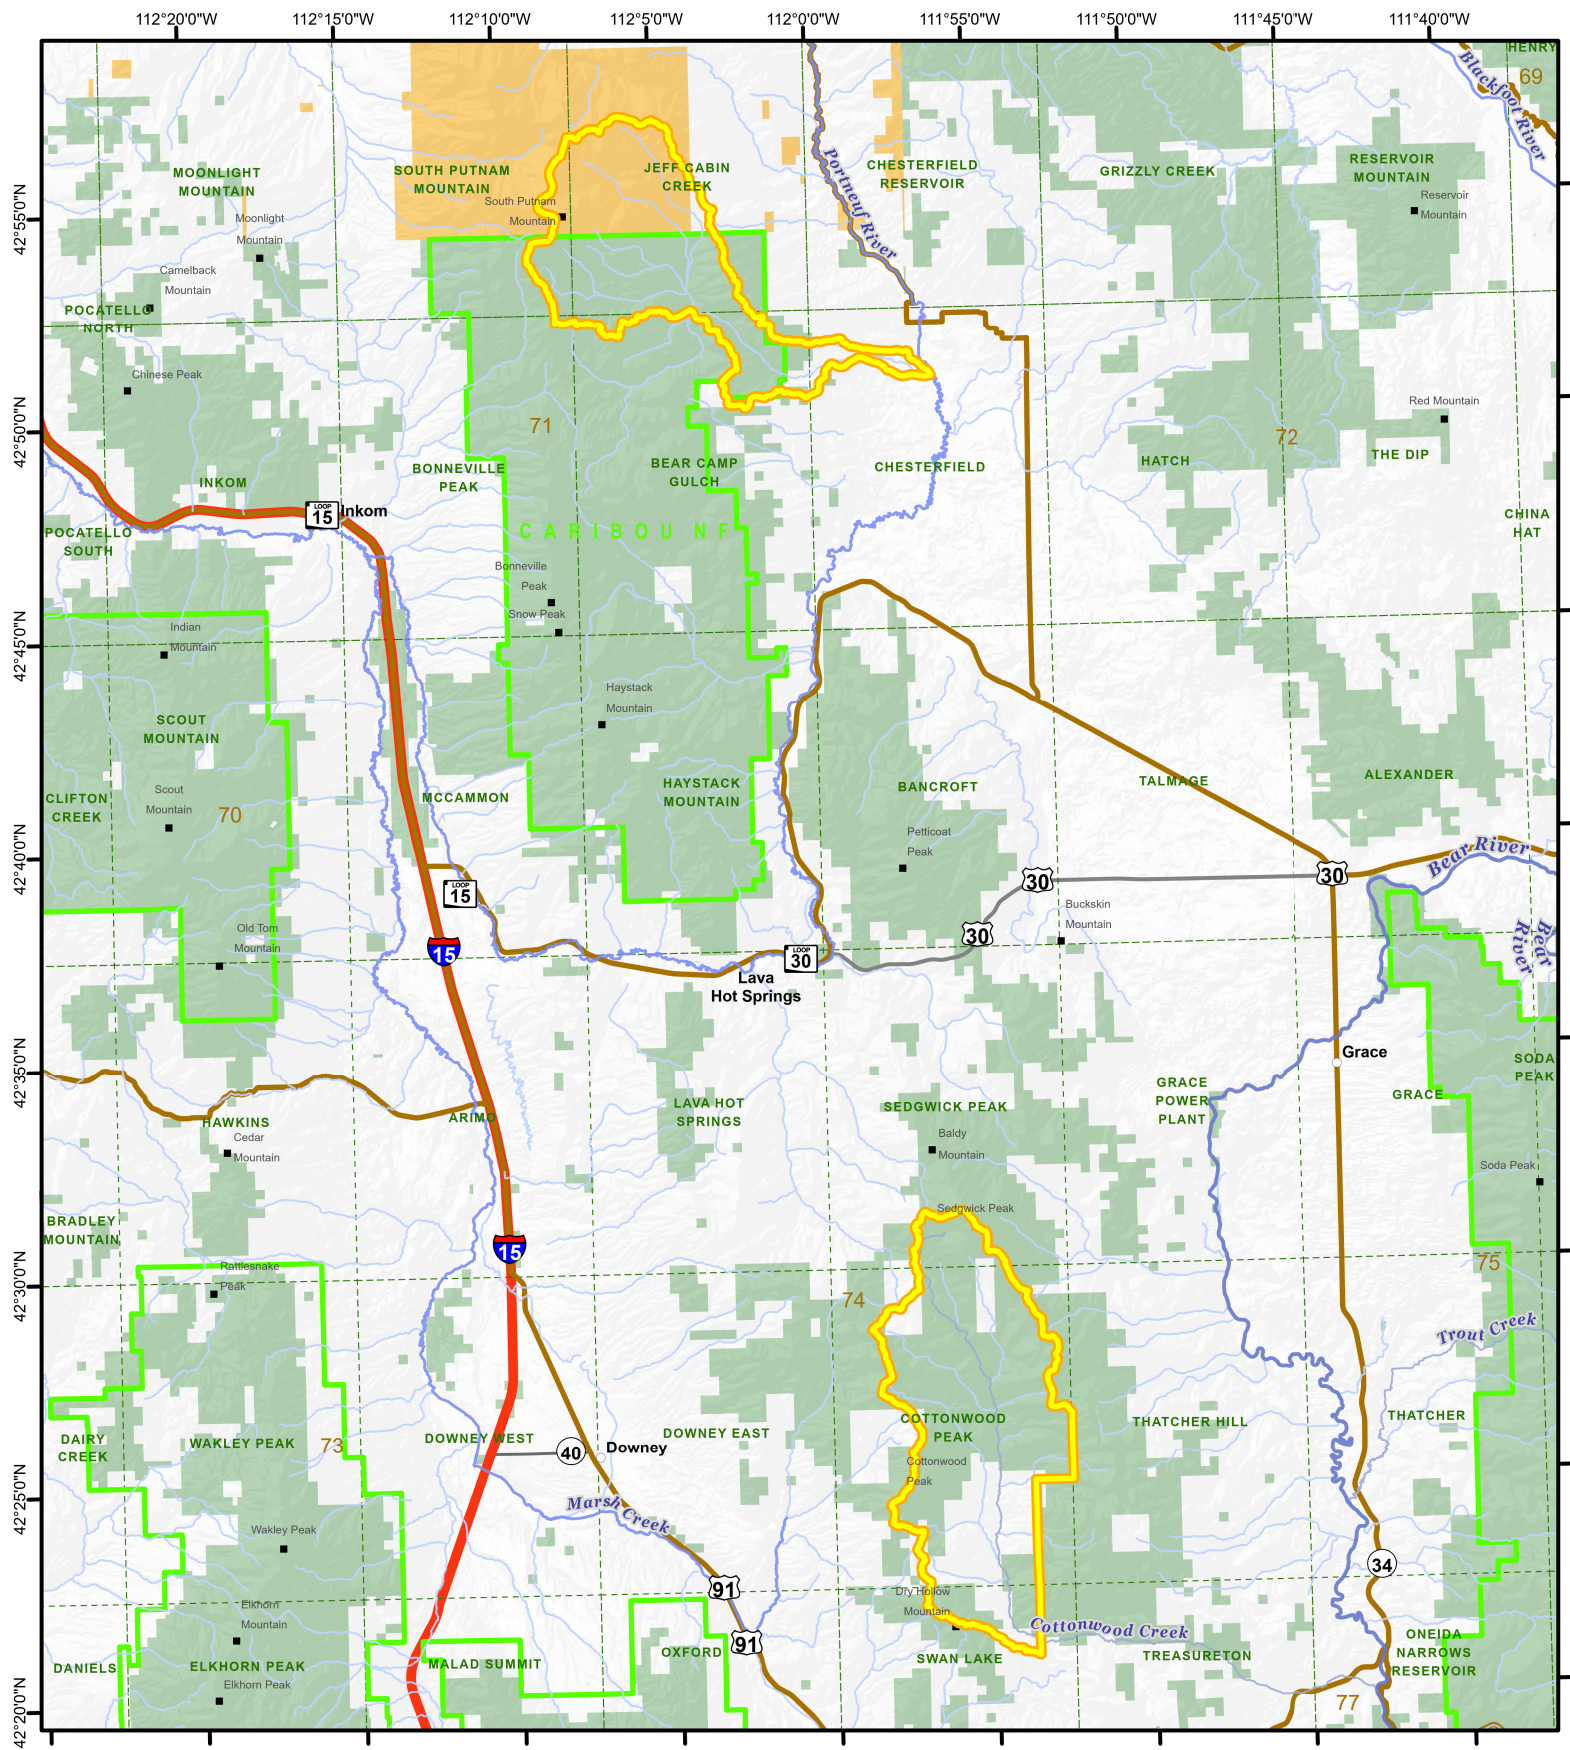 112°20'0"W
112°15'0"W
112°10'0"W
112°5'0"W
112°0'0"W
111°55'0"W
111°50'0"W
111°45'0"W
111°40'0"W
HENRY
69
Blackfoot River
MOONLIGHT
MOUNTAIN
SOUTH PUTNAM
MOUNTAIN
JEFF CABIN
CREEK
Portneuf River
CHESTERFIELD
RESERVOIR
GRIZZLY CREEK
RESERVOIR
MOUNTAIN
Reservoir
Mountain
South Putnam
Mountain
Moonlight
Mountain
42°55'0"N
Camelback
Mountain
POCATELLO
NORTH
Chinese Peak
Red Mountain
42°50'0"N
71
72
BONNEVILLE
PEAK
BEAR CAMP
GULCH
CHESTERFIELD
HATCH
THE DIP
INKOM
LOOP
15
Inkom
POCATELLO
SOUTH
CARIBOU NF
CHINA
HAT
Bonneville
Peak
Snow Peak
42°45'0"N
Indian
Mountain
Haystack
Mountain
SCOUT
MOUNTAIN
CLIFTON
CREEK
Scout
Mountain
70
MCCAMMON
HAYSTACK
MOUNTAIN
BANCROFT
TALMAGE
ALEXANDER
Petticoat
Peak
42°40'0"N
Bear River
LOOP
15
30
30
Buckskin
Mountain
Old Tom
Mountain
15
30
LOOP
30
Lava
Hot Springs
Bear
River
42°35'0"N
Grace
SODA
PEAK
GRACE
POWER
PLANT
GRACE
HAWKINS
ARIMO
LAVA HOT
SPRINGS
SEDGWICK PEAK
Cedar
Mountain
Baldy
Mountain
Soda Peak
BRADLEY
MOUNTAIN
Sedgwick Peak
15
42°30'0"N
Rattlesnake
Peak
74
75
Trout Creek
DAIRY
CREEK
WAKLEY PEAK
73
DOWNEY WEST
40
Downey
DOWNEY EAST
COTTONWOOD
PEAK
Cottonwood
Peak
THATCHER HILL
THATCHER
42°25'0"N
Marsh Creek
Wakley Peak
34
91
Dry Hollow
Mountain
Elkhorn
Mountain
91
Cottonwood Creek
DANIELS
ELKHORN PEAK
Elkhorn Peak
MALAD SUMMIT
OXFORD
SWAN LAKE
TREASURETON
ONEIDA
NARROWS
RESERVOIR
77
42°20'0"N